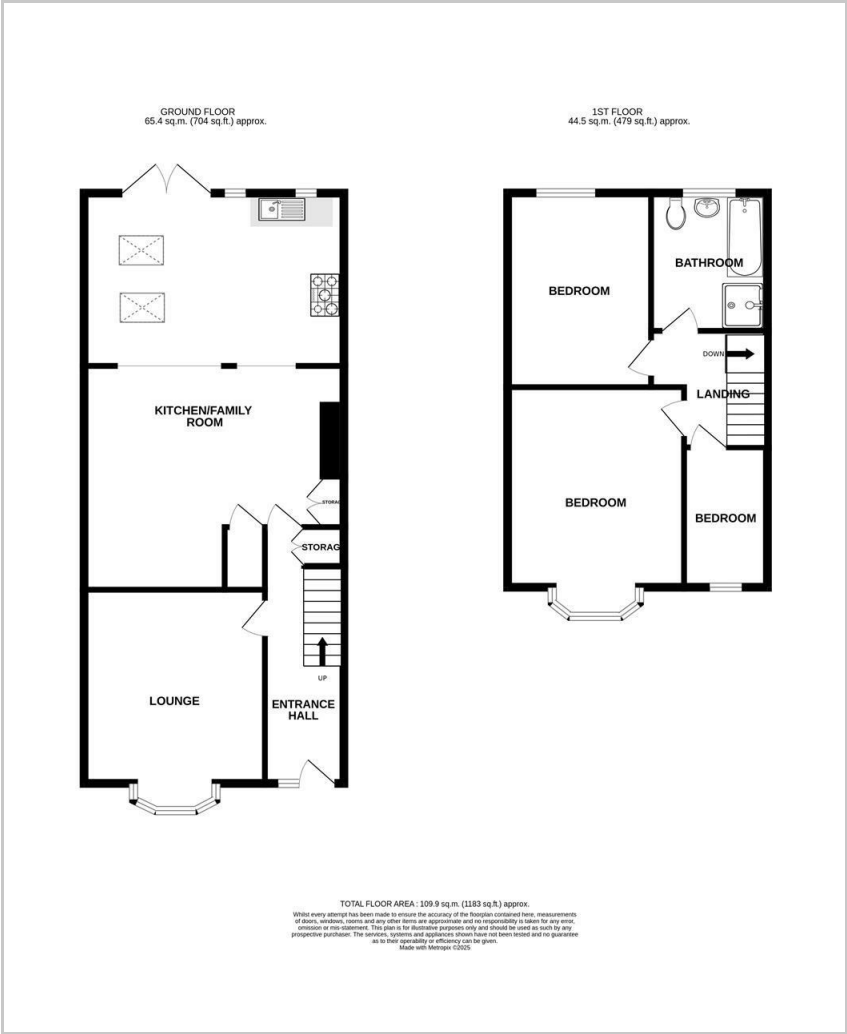 GROUND FLOOR
65.4 sq.m. (704 sq.ft.) approx.
1ST FLOOR
44.5 sq.m. (479 sq.ft.) approx.
KITCHEN/FAMILY
ROOM
STORAG
STORAG
UP
LOUNGE
ENTRANCE
HALL
BEDROOM
BATHROOM
DOWN
LANDING
BEDROOM
BEDROOM
TOTAL FLOOR AREA : 109.9 sq.m. (1183 sq.ft.) approx.
Whilst every attempt has been made to ensure the accuracy of the floorplan contained here, measurements
of doors, windows, rooms and any other items are approximate and no responsibility is taken for any error,
omission or mis-statement. This plan is for illustrative purposes only and should be used as such by any
prospective purchaser. The services, systems and appliances shown have not been tested and no guarantee
as to their operability or efficiency can be given.
Made with Metropix ©2025